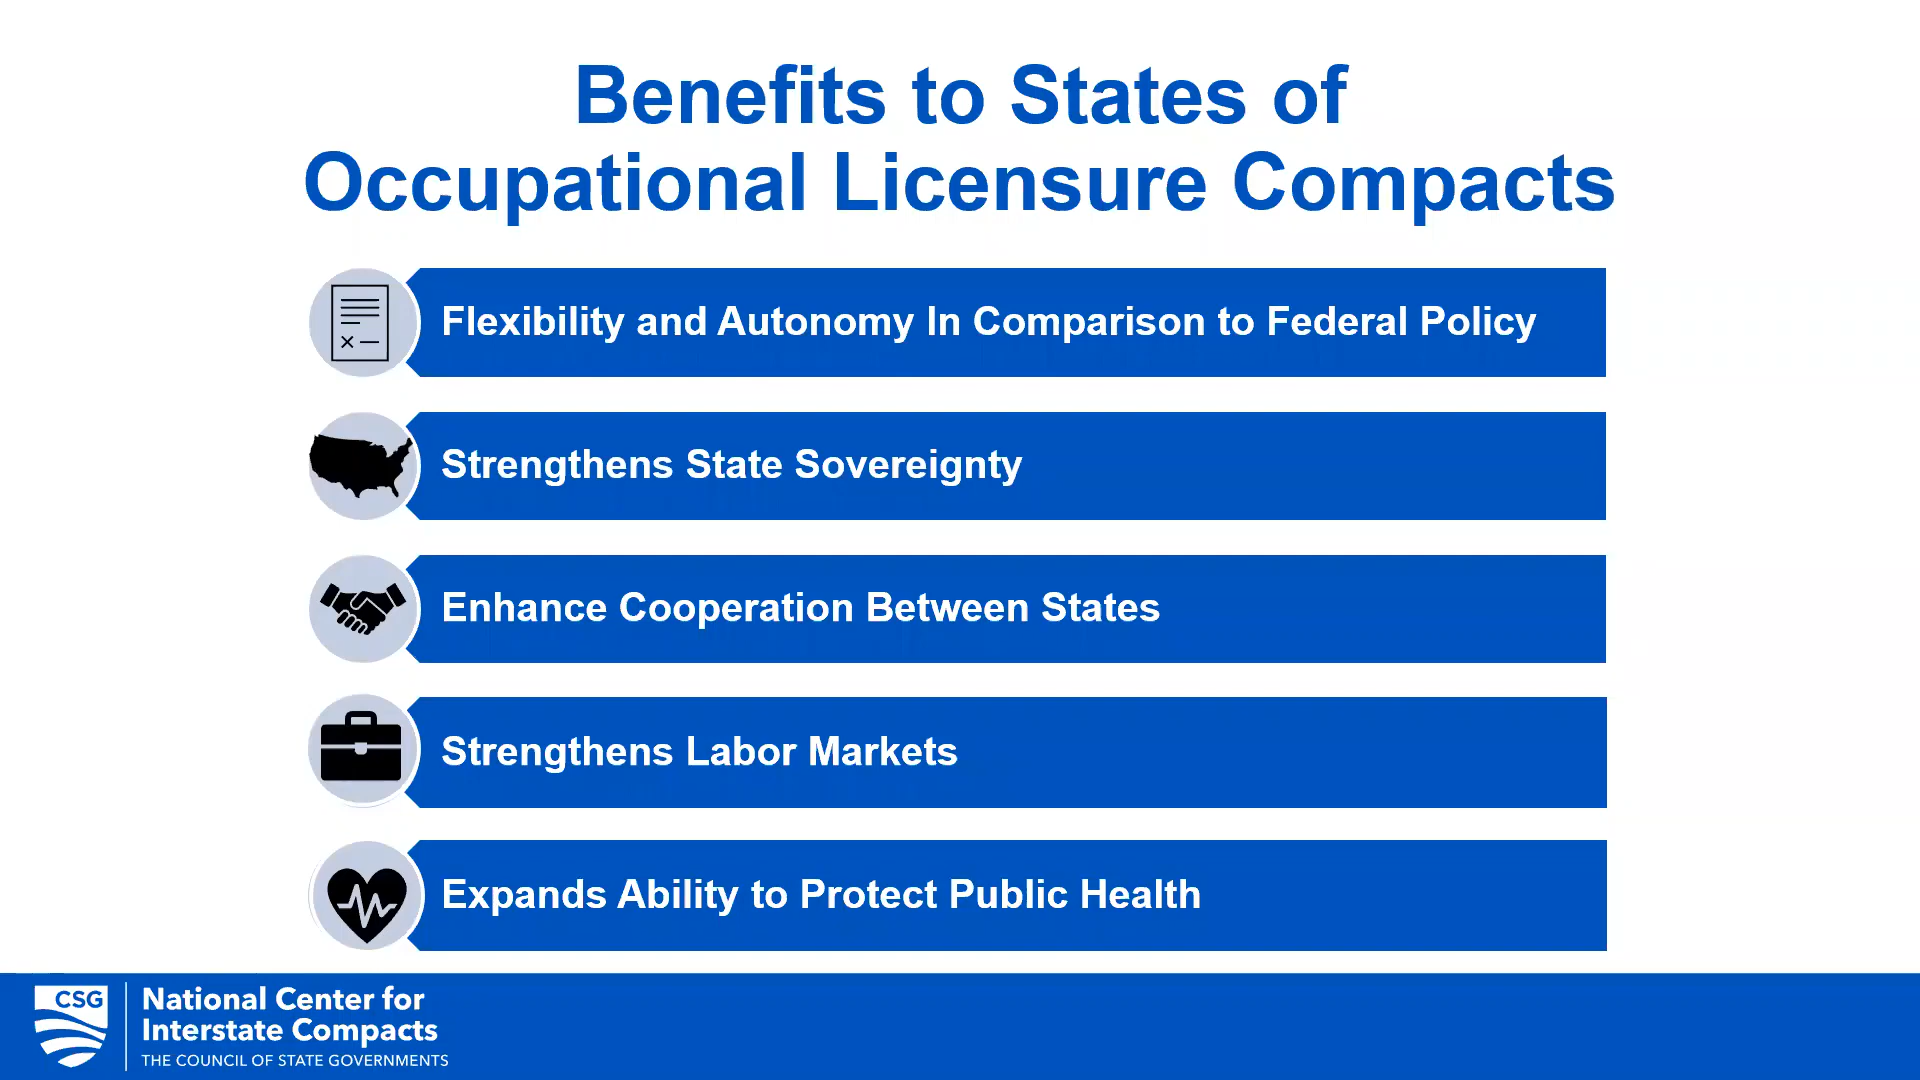 Benefits to States of
Occupational Licensure Compacts
Flexibility and Autonomy In Comparison to Federal Policy
Strengthens State Sovereignty
Enhance Cooperation Between States
Strengthens Labor Markets
Expands Ability to Protect Public Health
CSG
National Center for
Interstate Compacts
THE COUNCIL OF STATE GOVERNMENTS